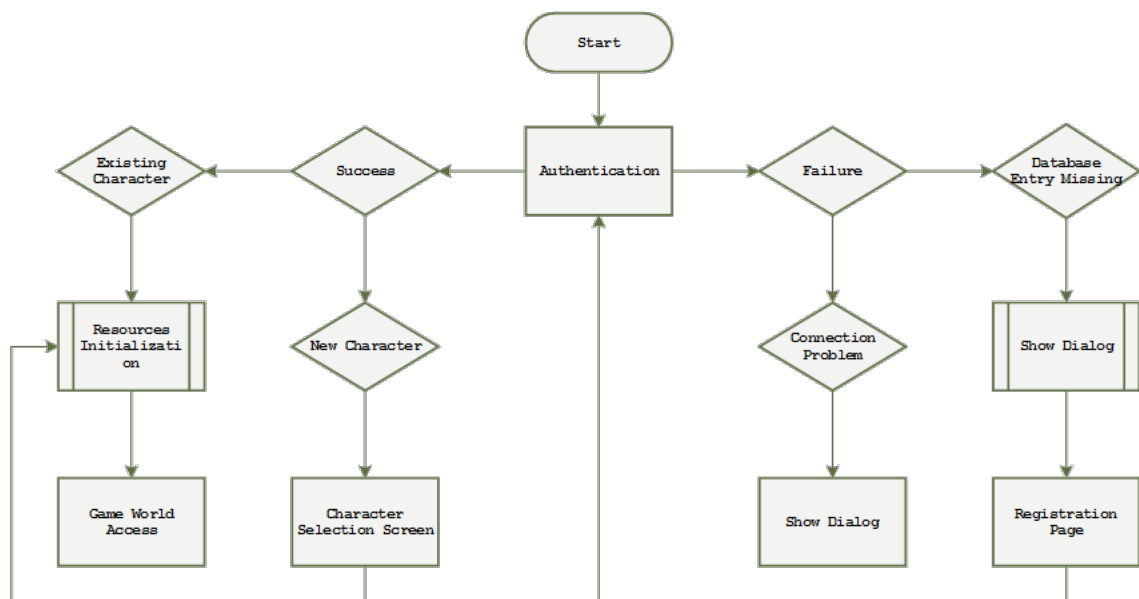 Start
Existing
Character
Success
Authentication
Failure
Database
Entry Missing
Resources
Initializati
on
New Character
Connection
Problem
Show Dialog
Game World
Access
Character
Selection Screen
Show Dialog
Registration
Page